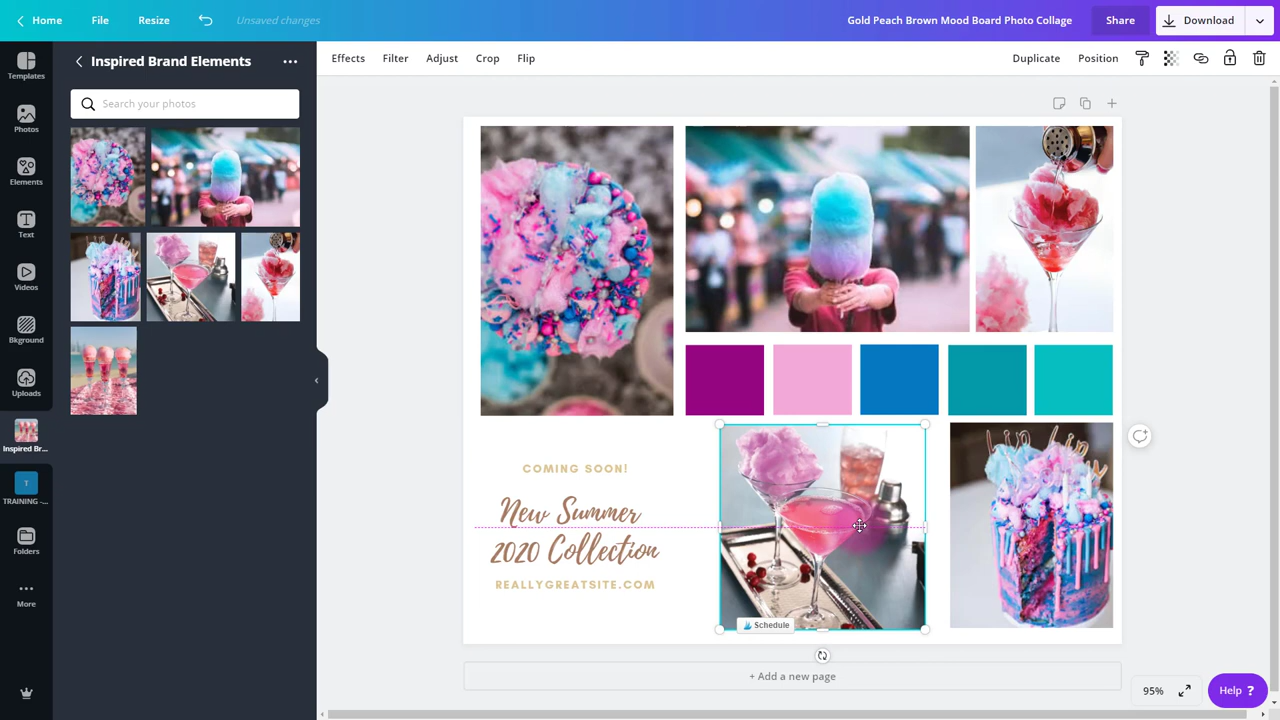 Home
File
Resize
Unsaved changes
Gold Peach Brown Mood Board Photo Collage
Share
Download
Templates
Photos
Elements
Text
Videos
Bkground
Uploads
Inspired Br...
T
TRAINING -...
Folders
More
Inspired Brand Elements
Search your photos
Effects
Filter
Adjust
Crop
Flip
Duplicate
Position
COMING SOON!
New Summer
2020 Collection
REALLYGREATSITE.COM
Schedule
+ Add a new page
95%
Help ?